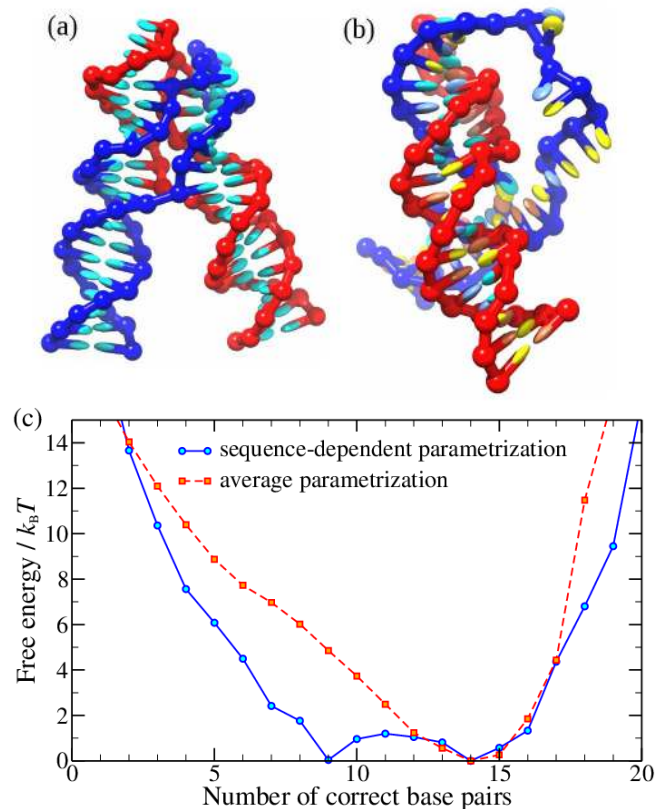 (a)
(b)
(c)
sequence-dependent parametrization
average parametrization
Free energy / k_BT
14
12
10
8
6
4
2
0
0 5 10 15 20
Number of correct base pairs